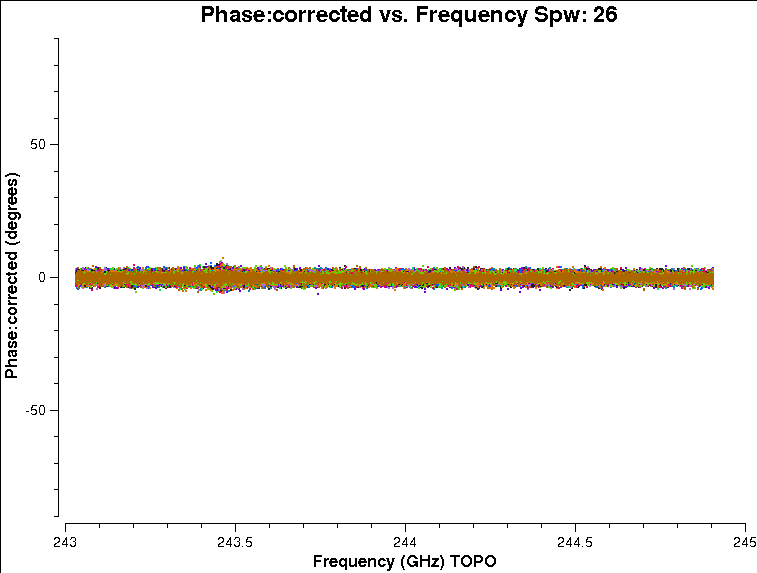 Phase:corrected vs. Frequency Spw: 26
Phase:corrected (degrees)
50
0
-50
243
243.5
244
244.5
245
Frequency (GHz) TOPO